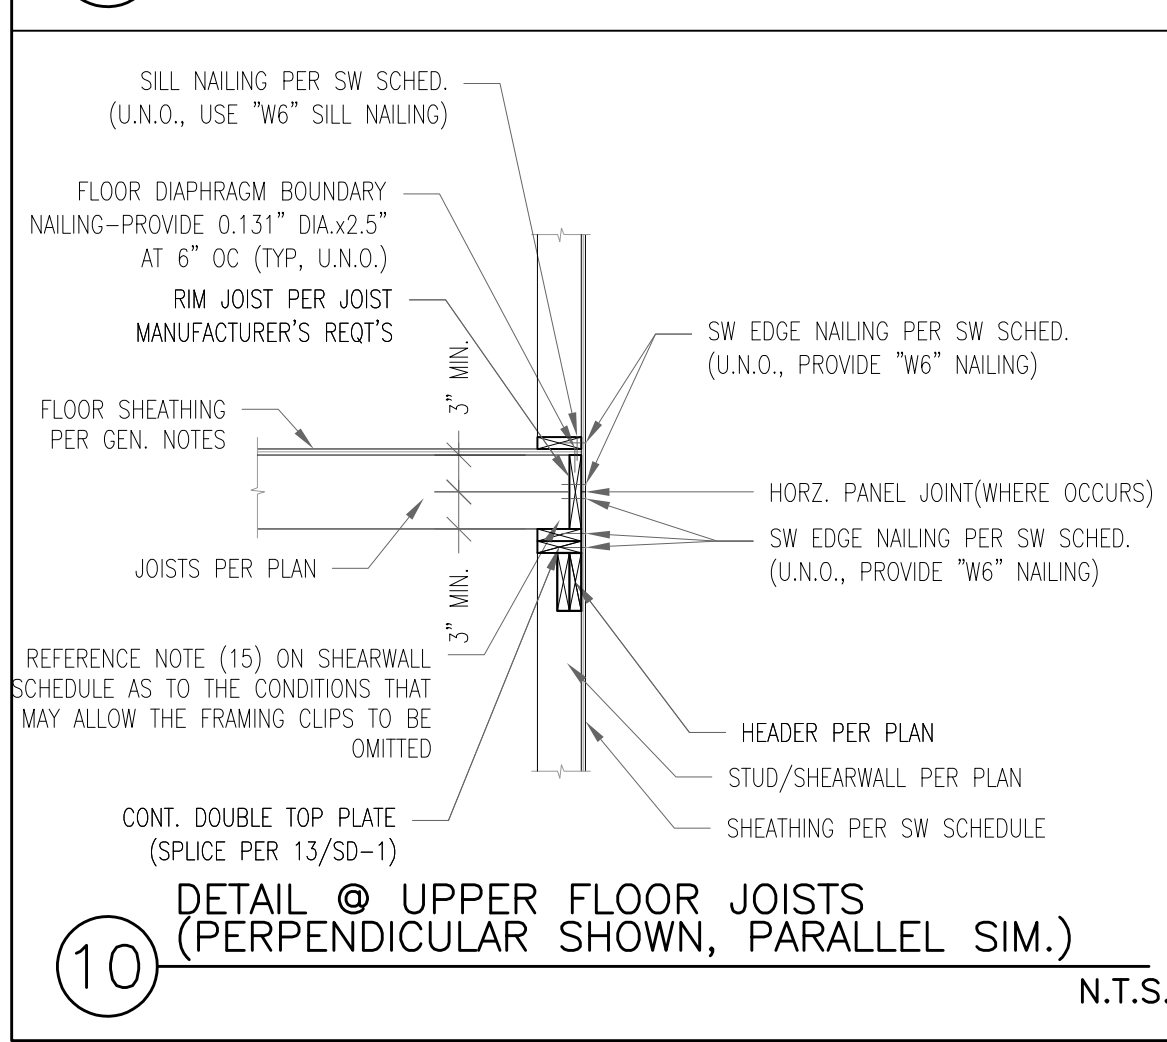 SILL NAILING PER SW SCHED.
(U.N.O., USE "W6" SILL NAILING)
FLOOR DIAPHRAGM BOUNDARY
NAILING-PROVIDE 0.131" DIA.x2.5"
AT 6" OC (TYP, U.N.O.)
RIM JOIST PER JOIST
MANUFACTURER'S REQT'S
FLOOR SHEATHING
PER GEN. NOTES
3" MIN.
3" MIN.
JOISTS PER PLAN
REFERENCE NOTE (15) ON SHEARWALL
SCHEDULE AS TO THE CONDITIONS THAT
MAY ALLOW THE FRAMING CLIPS TO BE
OMITTED
CONT. DOUBLE TOP PLATE
(SPLICE PER 13/SD-1)
SW EDGE NAILING PER SW SCHED.
(U.N.O., PROVIDE "W6" NAILING)
HORZ. PANEL JOINT(WHERE OCCURS)
SW EDGE NAILING PER SW SCHED.
(U.N.O., PROVIDE "W6" NAILING)
HEADER PER PLAN
STUD/SHEARWALL PER PLAN
SHEATHING PER SW SCHEDULE
10
DETAIL @ UPPER FLOOR JOISTS
(PERPENDICULAR SHOWN, PARALLEL SIM.)
N.T.S.